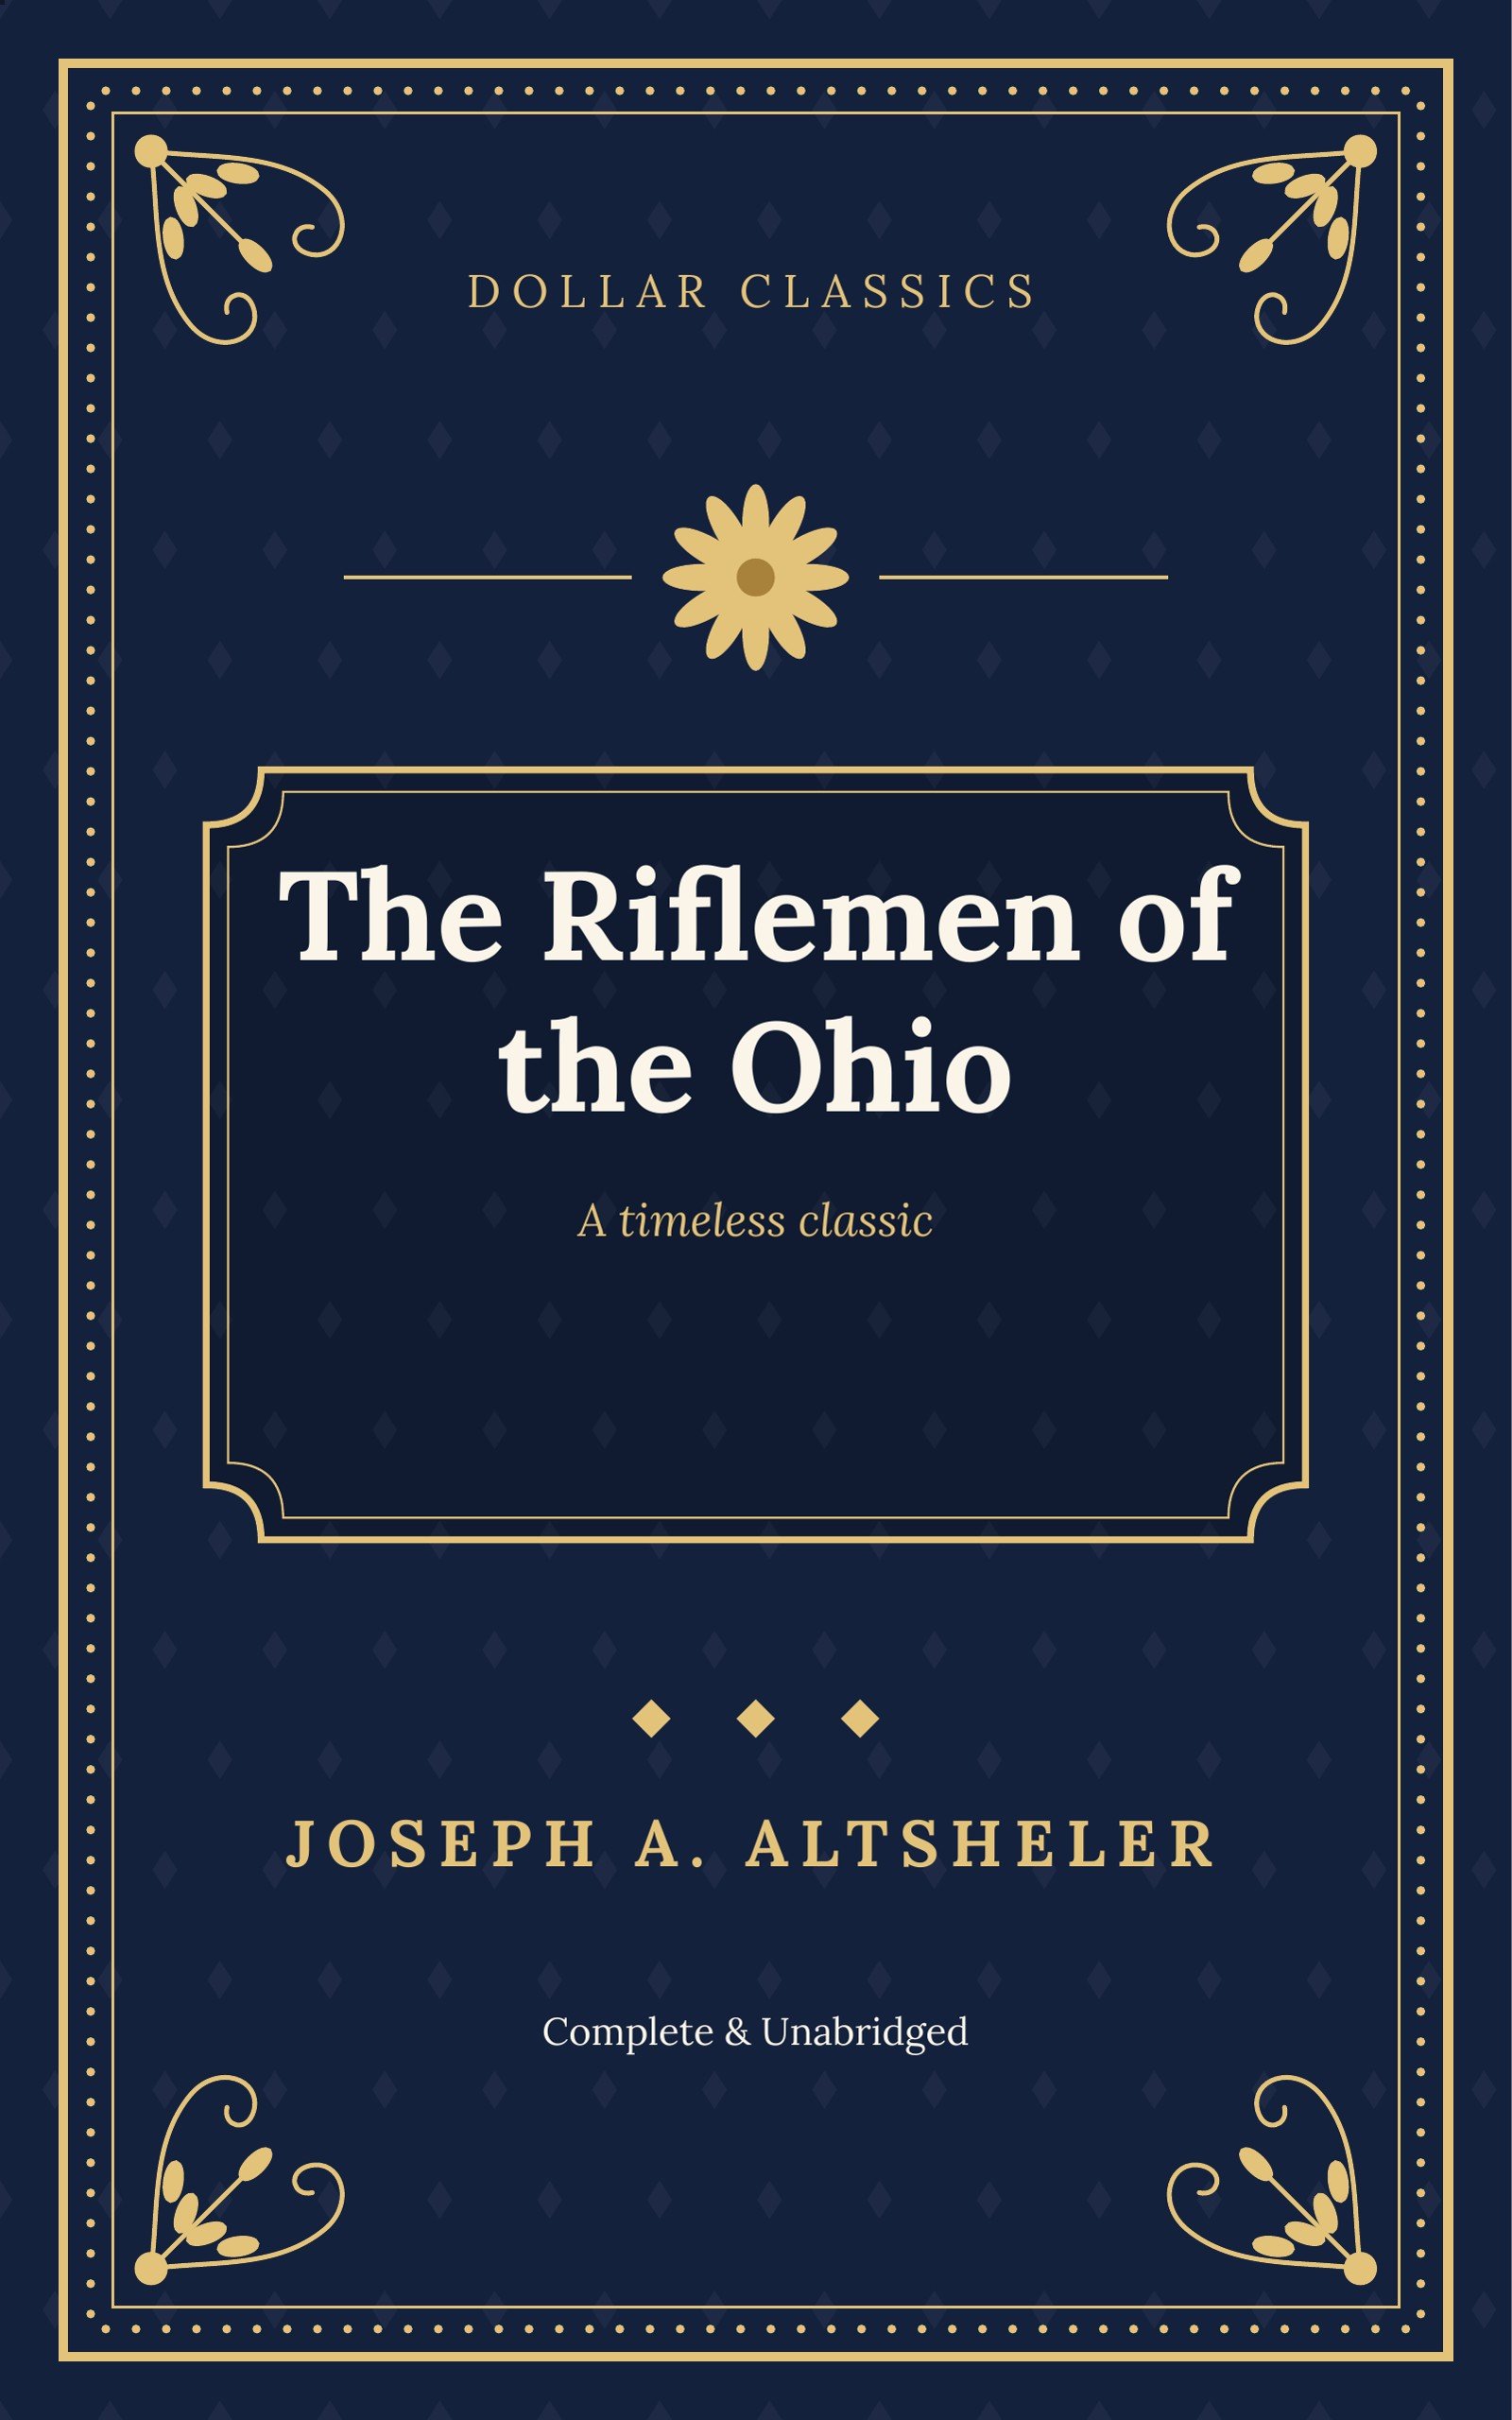 DOLLAR CLASSICS
The Riflemen of
the Ohio
A timeless classic
JOSEPH A. ALTSHELER
Complete & Unabridged